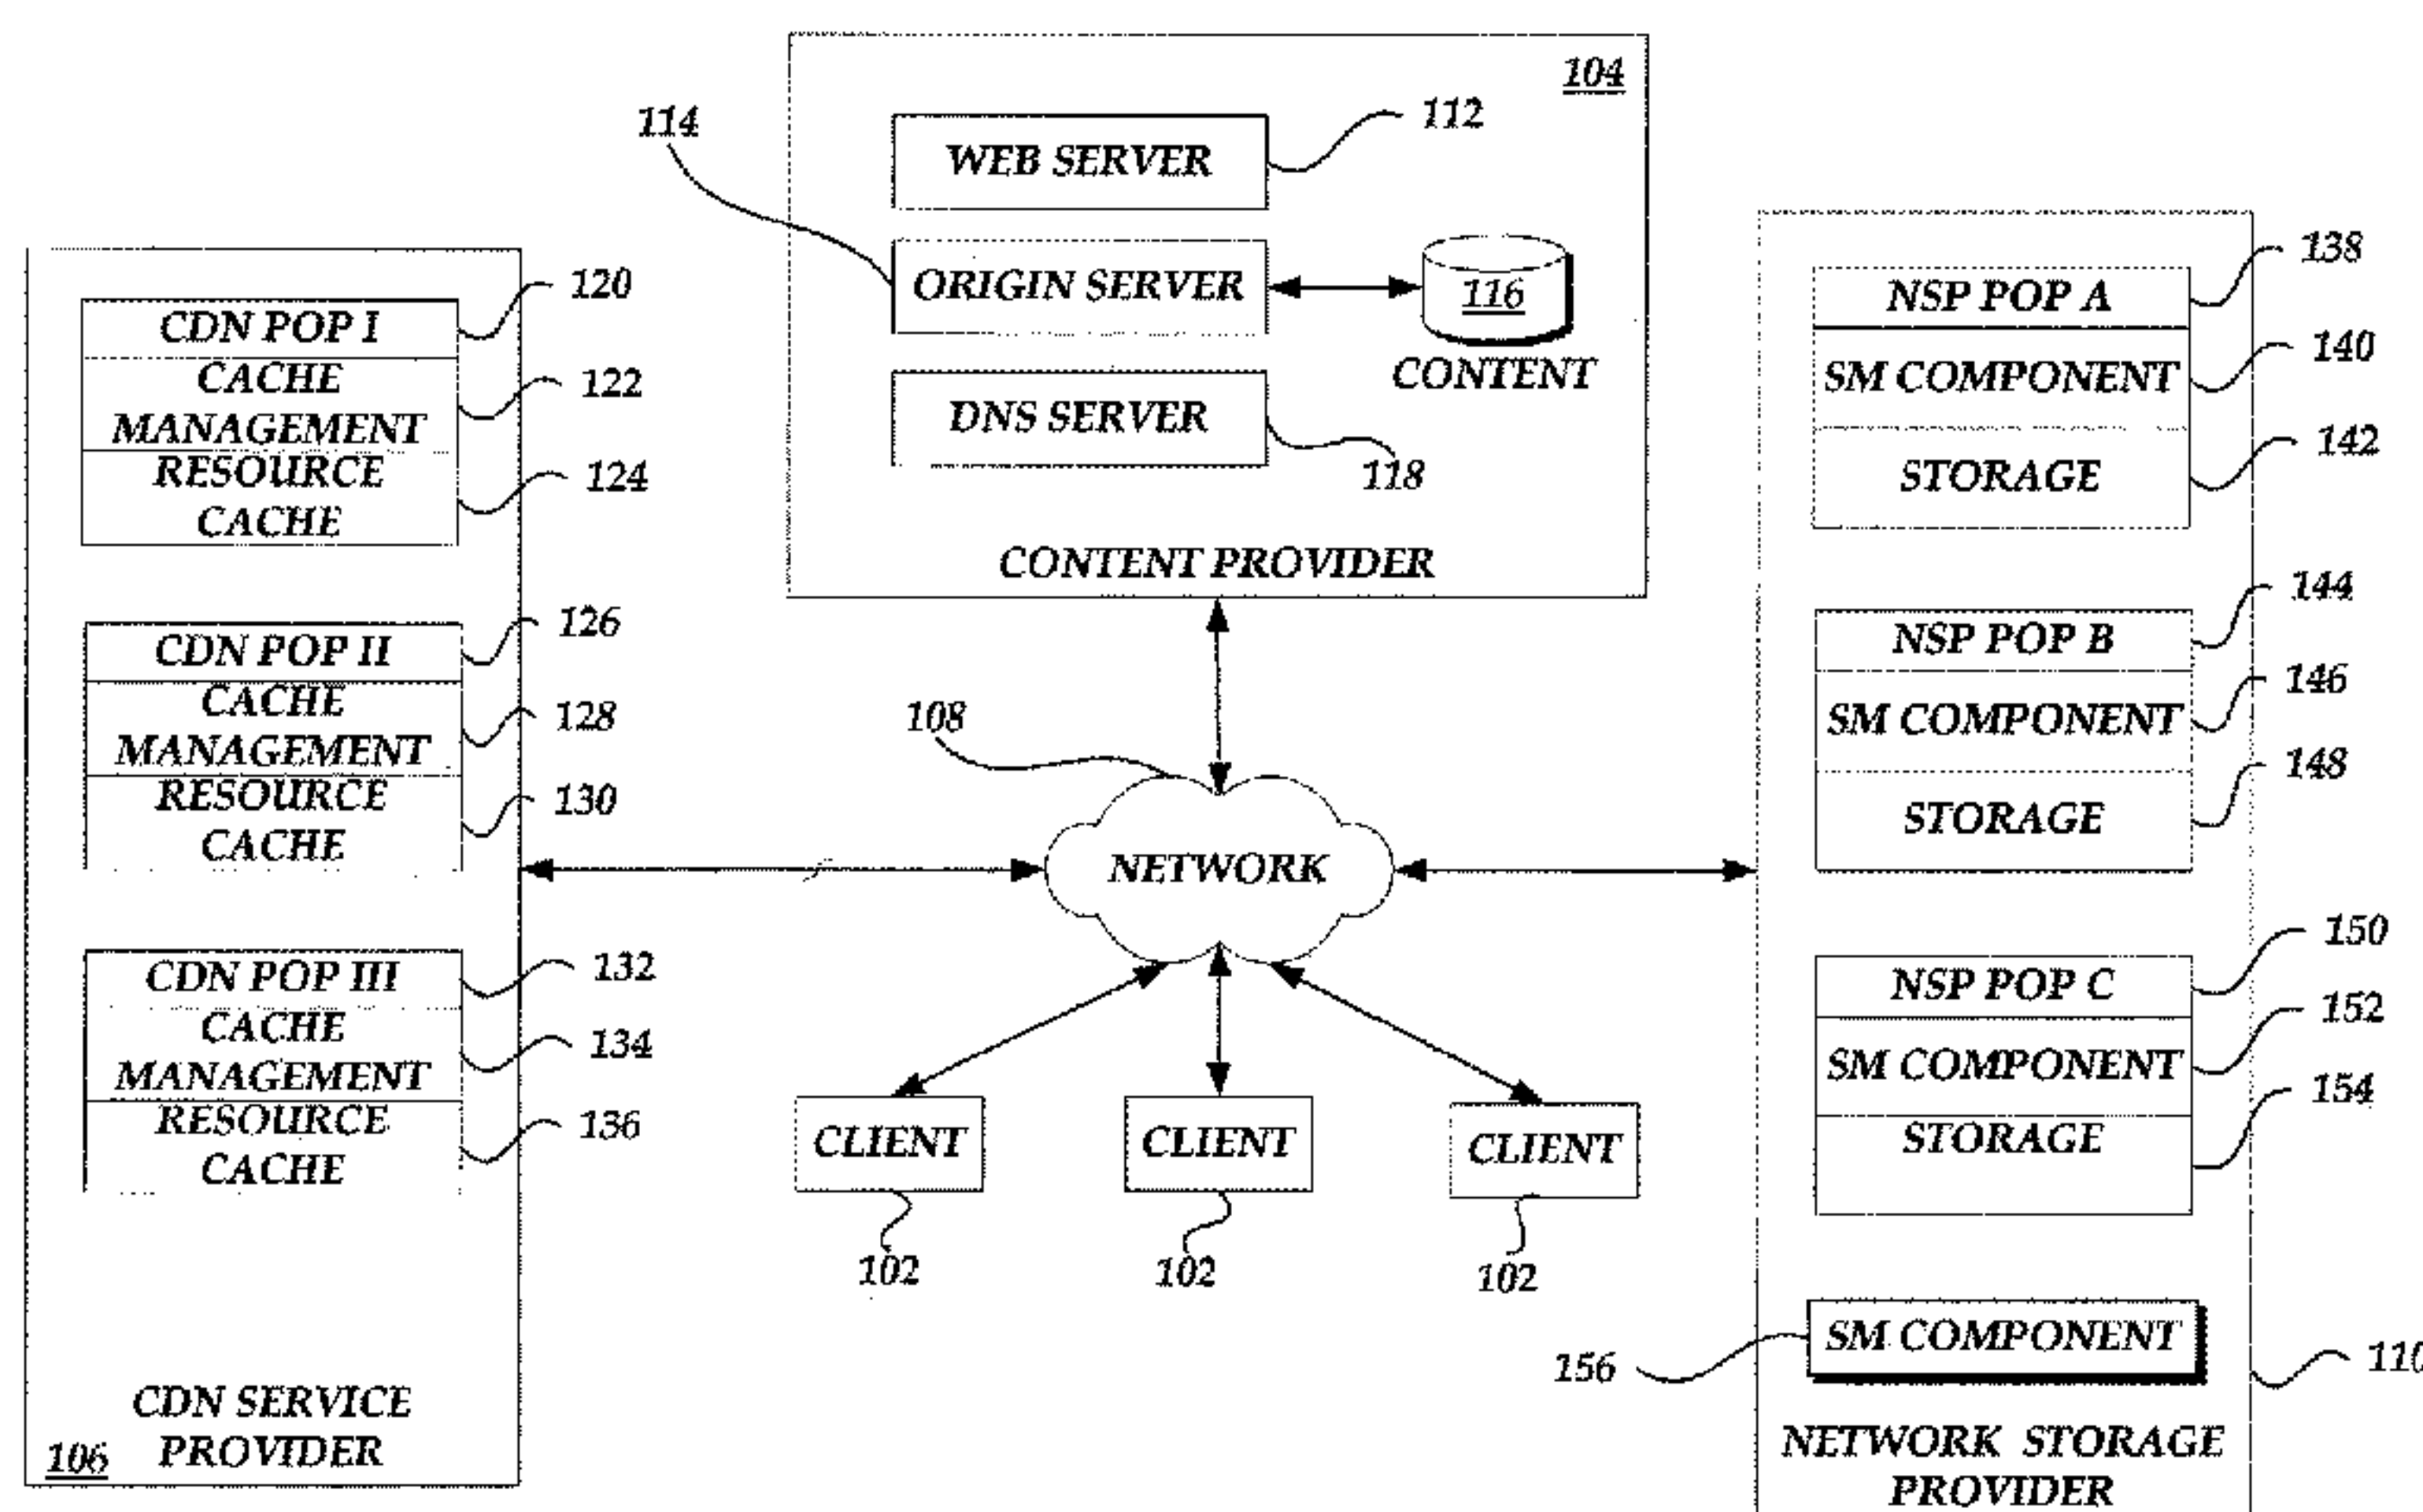 104
114
112
WEB SERVER
ORIGIN SERVER
116
CONTENT
DNS SERVER
118
CONTENT PROVIDER
CDN POP I
120
CACHE
MANAGEMENT
122
RESOURCE
CACHE
124
CDN POP II
126
CACHE
MANAGEMENT
128
RESOURCE
CACHE
130
CDN POP III
132
CACHE
MANAGEMENT
134
RESOURCE
CACHE
136
CDN SERVICE
PROVIDER
106
108
NETWORK
CLIENT
CLIENT
CLIENT
102
102
102
NSP POP A
138
SM COMPONENT
140
STORAGE
142
NSP POP B
144
SM COMPONENT
146
STORAGE
148
NSP POP C
150
SM COMPONENT
152
STORAGE
154
SM COMPONENT
156
110
NETWORK STORAGE
PROVIDER